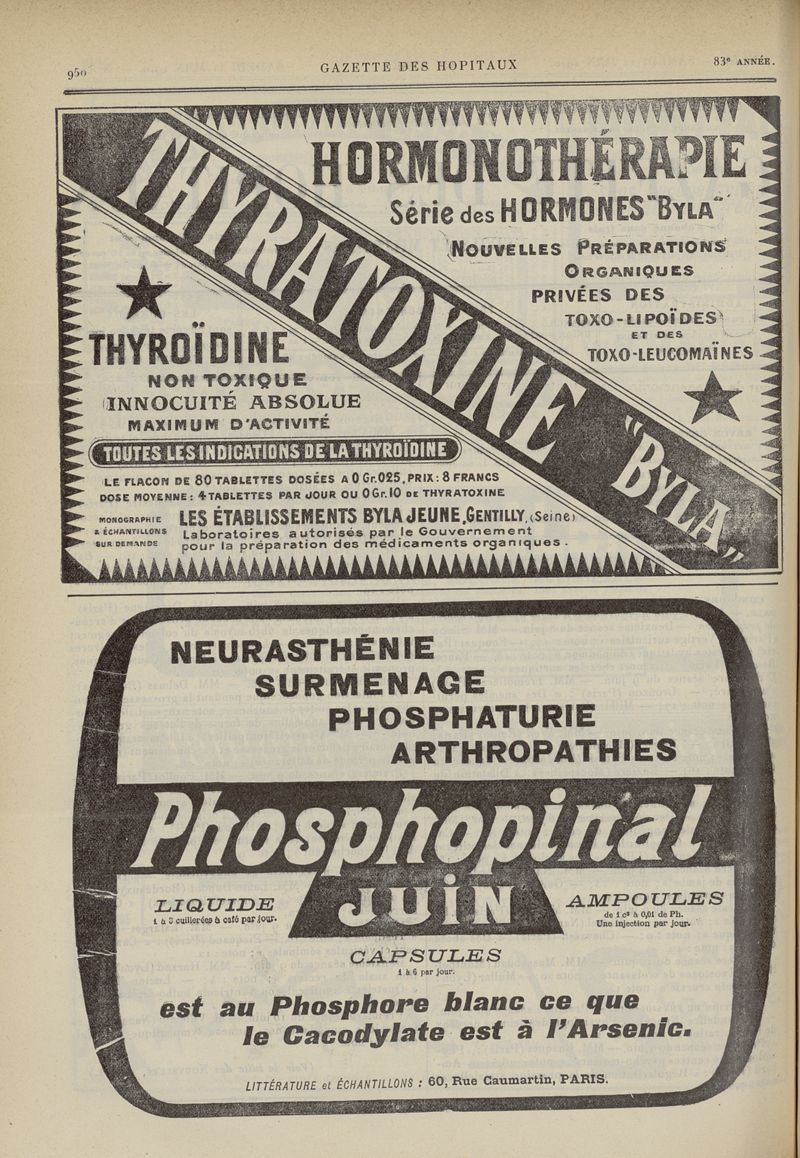 950
GAZETTE DES HOPITAUX
83e ANNÉE.
HORMONOTHÉRAPIE
Série des HORMONES "BYLA"
NOUVELLES PRÉPARATIONS
ORGANIQUES
PRIVÉES DES
TOXO-LIPOÏDES
ET DES
TOXO-LEUCOMAÏNES
THYRATOXINE "BYLA"
THYROÏDINE
NON TOXIQUE
INNOCUITÉ ABSOLUE
MAXIMUM D'ACTIVITÉ
TOUTES LES INDICATIONS DE LA THYROÏDINE
LE FLACON DE 80 TABLETTES DOSÉES A 0 Gr.025, PRIX: 8 FRANCS
DOSE MOYENNE: 4 TABLETTES PAR JOUR OU 0 Gr.10 DE THYRATOXINE
MONOGRAPHIE
& ÉCHANTILLONS
SUR DEMANDE
LES ÉTABLISSEMENTS BYLA JEUNE, GENTILLY, (Seine)
Laboratoires autorisés par le Gouvernement
pour la préparation des médicaments organiques.
NEURASTHÉNIE
SURMENAGE
PHOSPHATURIE
ARTHROPATHIES
Phosphopinal
JUIN
LIQUIDE
1 à 3 cuillerées à café par jour.
AMPOULES
de 1 cc à 0,01 de Ph.
Une injection par jour.
CAPSULES
1 à 6 par jour.
est au Phosphore blanc ce que
le Cacodylate est à l'Arsenic.
LITTÉRATURE et ÉCHANTILLONS : 60, Rue Caumartin, PARIS.